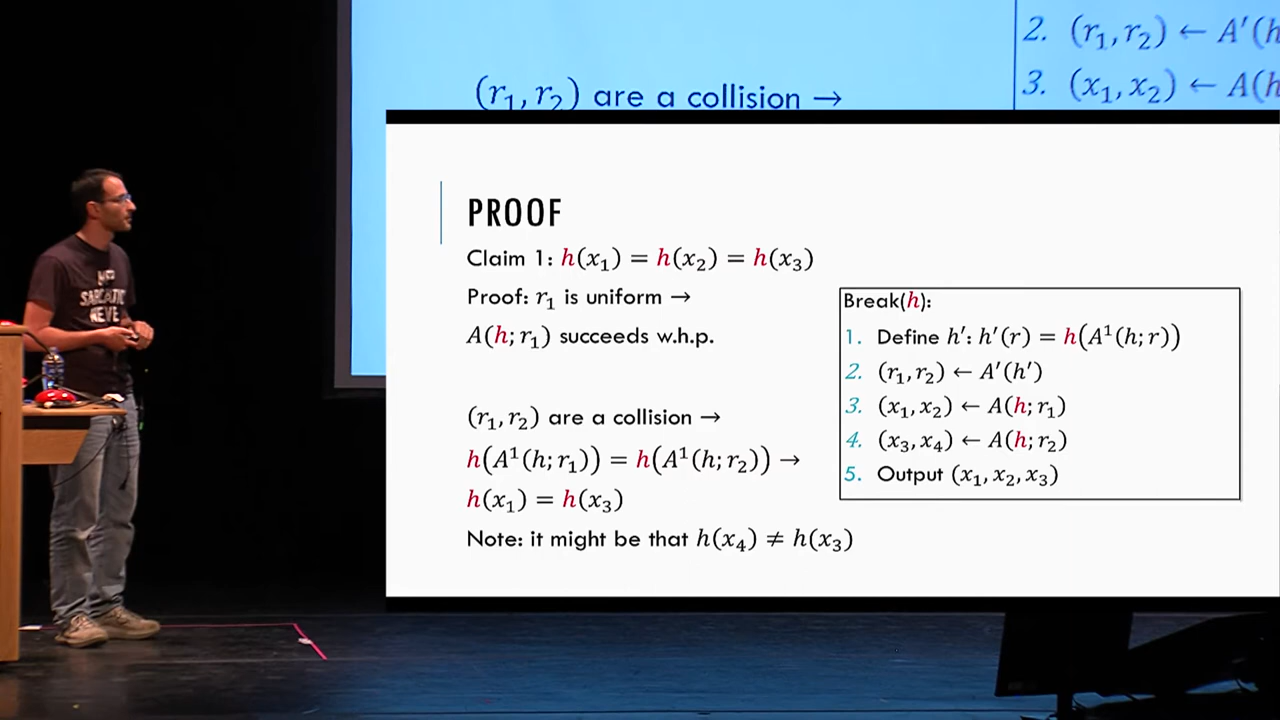 2. (r₁, r₂) ← A′(h
(r₁, r₂) are a collision →
3. (x₁, x₂) ← A(h
PROOF
Claim 1: h(x₁) = h(x₂) = h(x₃)
Proof: r₁ is uniform →
A(h; r₁) succeeds w.h.p.
(r₁, r₂) are a collision →
h(A¹(h; r₁)) = h(A¹(h; r₂)) →
h(x₁) = h(x₃)
Note: it might be that h(x₄) ≠ h(x₃)
Break(h):
1. Define h′: h′(r) = h(A¹(h; r))
2. (r₁, r₂) ← A′(h′)
3. (x₁, x₂) ← A(h; r₁)
4. (x₃, x₄) ← A(h; r₂)
5. Output (x₁, x₂, x₃)